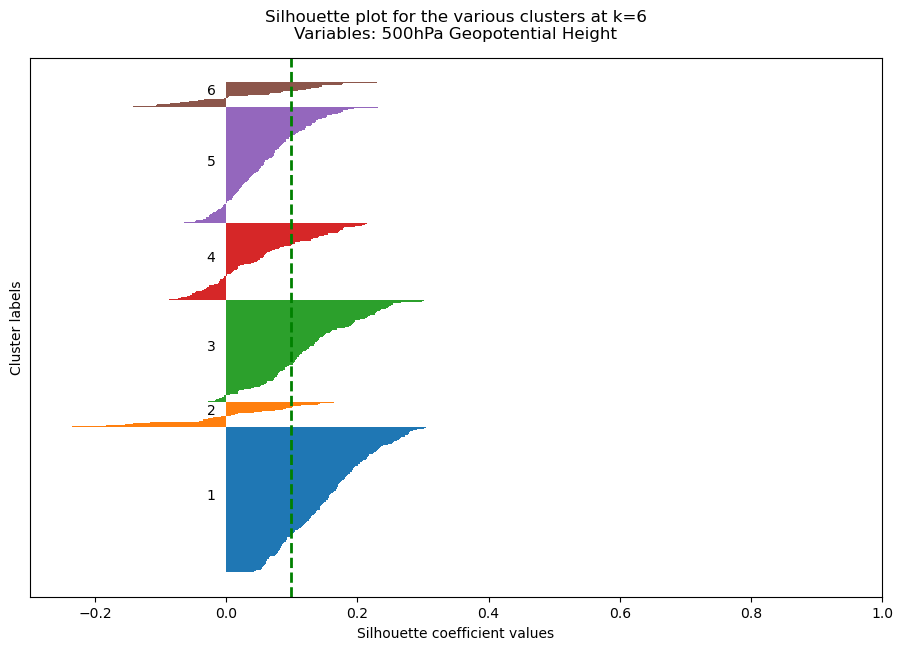 Silhouette plot for the various clusters at k=6
Variables: 500hPa Geopotential Height
6
5
4
3
2
1
Cluster labels
−0.2 0.0 0.2 0.4 0.6 0.8 1.0
Silhouette coefficient values